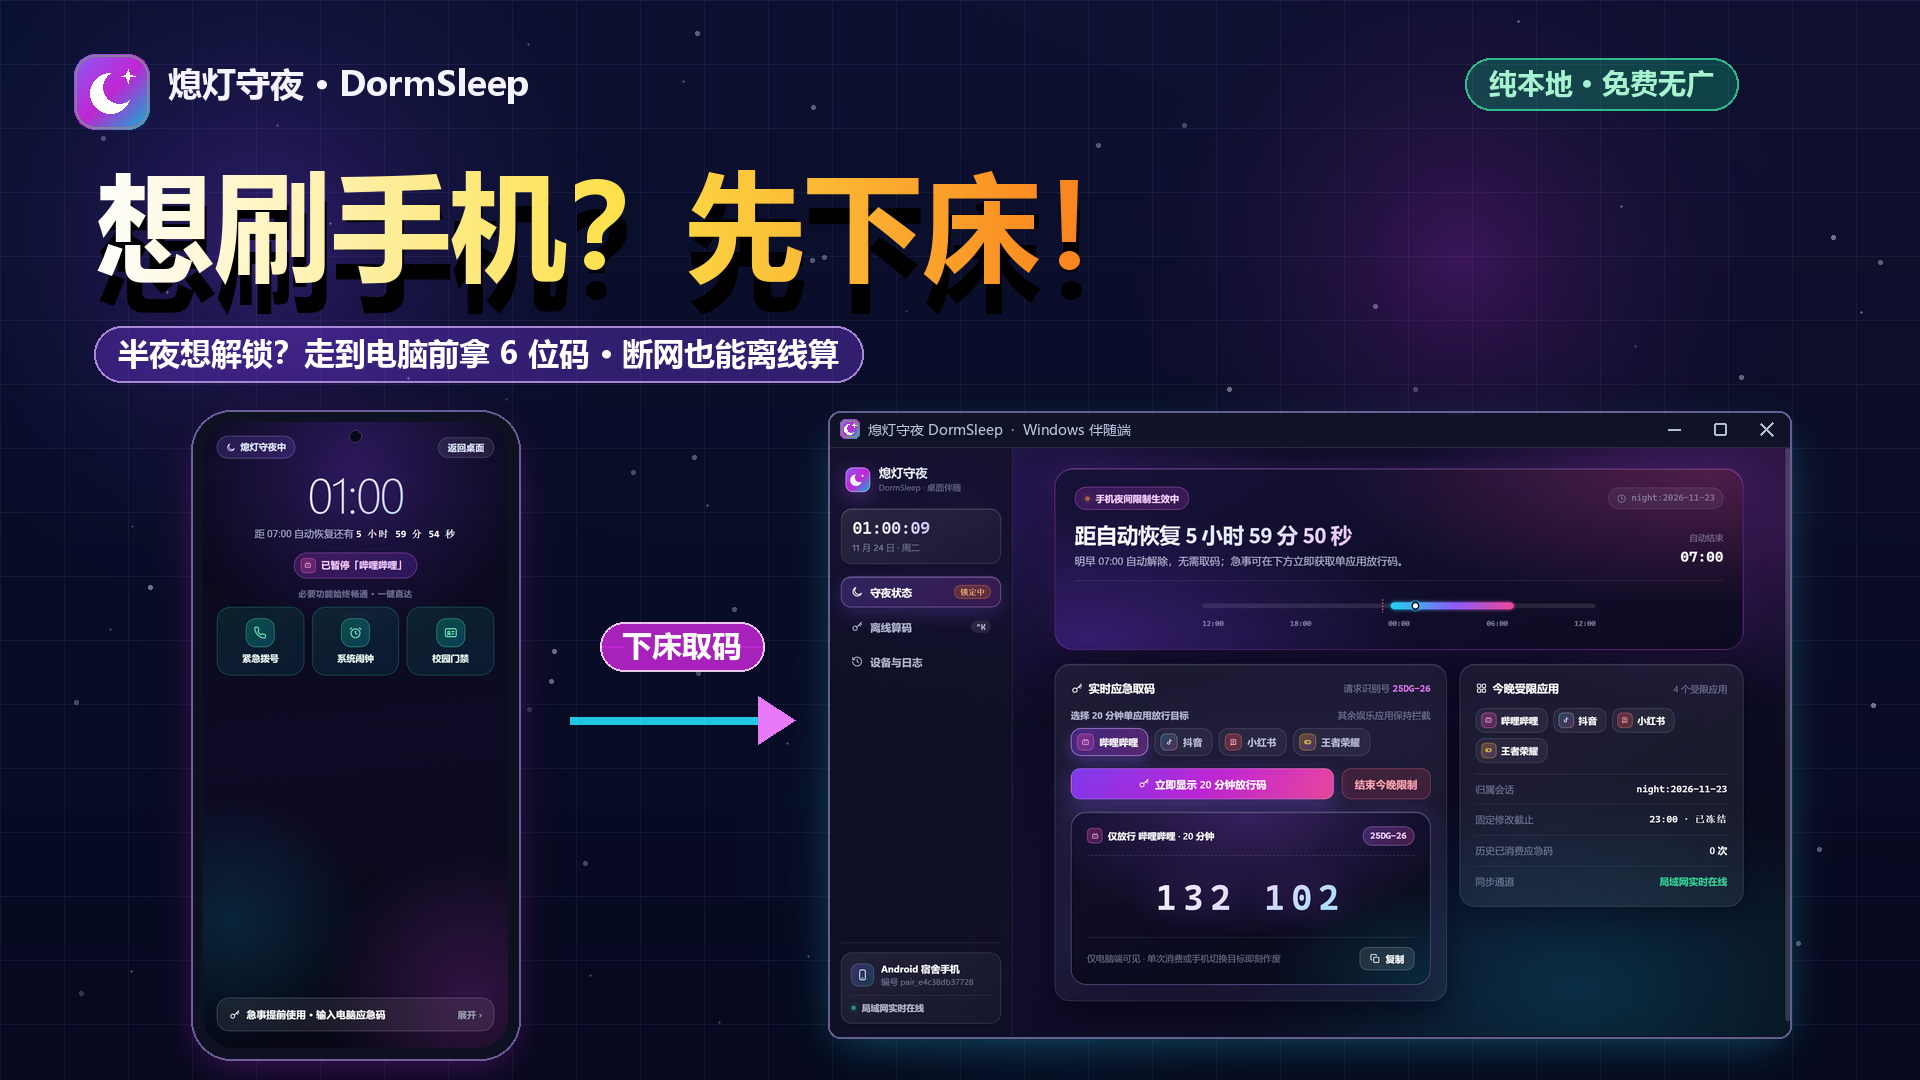 熄灯守夜 • DormSleep
纯本地 • 免费无广
想刷手机？先下床！
半夜想解锁？走到电脑前拿 6 位码 • 断网也能离线算
熄灯守夜中
返回桌面
01:00
距 07:00 自动恢复还有 5 小时 59 分 54 秒
已暂停「哔哩哔哩」
必要功能始终畅通 · 一键直达
紧急拨号
系统闹钟
校园门禁
急事提前使用 • 输入电脑应急码
展开 ›
下床取码
熄灯守夜 DormSleep · Windows 伴随端
熄灯守夜
DormSleep · 桌面伴随
01:00:09
11 月 24 日 · 周二
守夜状态
锁定中
离线算码
^K
设备与日志
Android 宿舍手机
编号 pair_e4c38db37728
局域网实时在线
手机夜间限制生效中
night:2026-11-23
距自动恢复 5 小时 59 分 50 秒
明早 07:00 自动解除，无需取码；急事可在下方立即获取单应用放行码。
自动结束
07:00
12:00
18:00
00:00
06:00
12:00
实时应急取码
请求识别号 25DG-26
选择 20 分钟单应用放行目标
其余娱乐应用保持拦截
哔哩哔哩
抖音
小红书
王者荣耀
立即显示 20 分钟放行码
结束今晚限制
仅放行 哔哩哔哩 · 20 分钟
25DG-26
132 102
仅电脑端可见 · 单次消费或手机切换目标即刻作废
复制
今晚受限应用
4 个受限应用
哔哩哔哩
抖音
小红书
王者荣耀
归属会话
night:2026-11-23
固定修改截止
23:00 · 已冻结
历史已消费应急码
0 次
同步通道
局域网实时在线